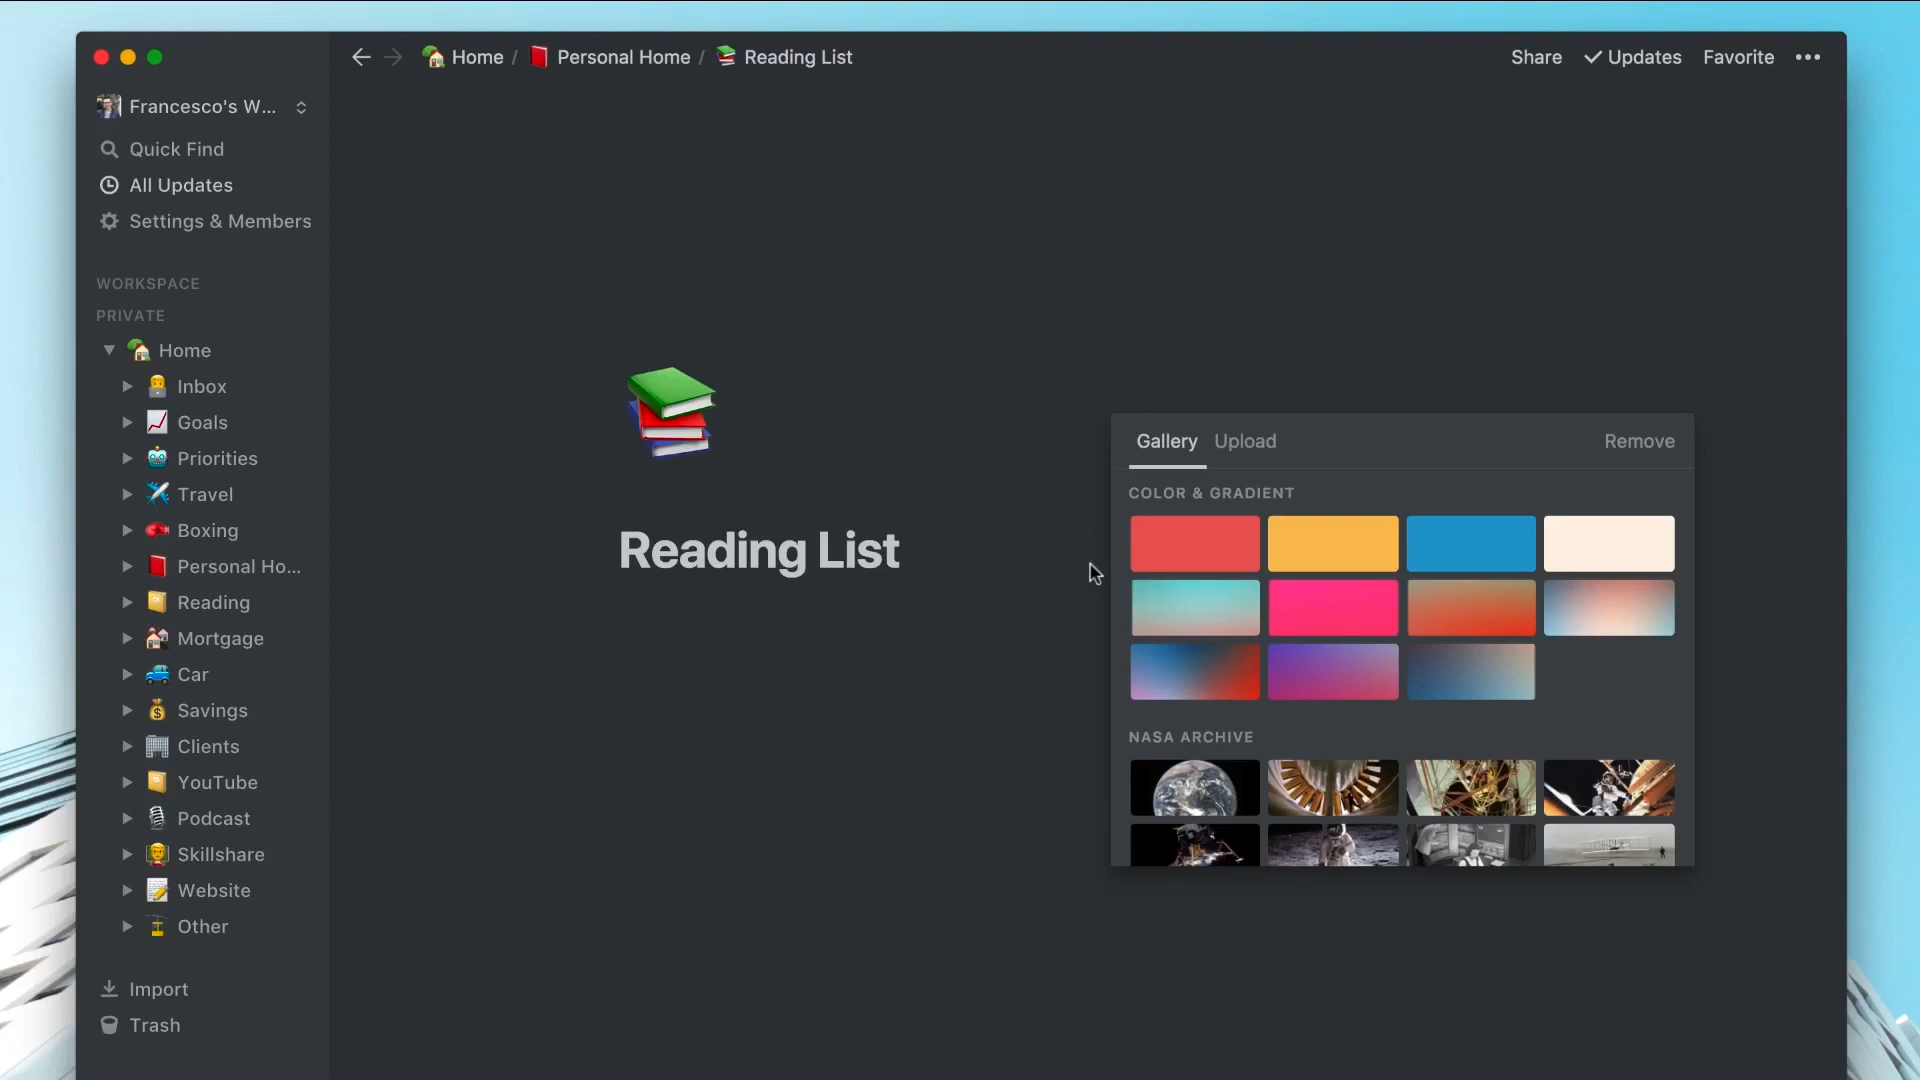 Home / Personal Home / Reading List
Share Updates Favorite
Francesco's W...
Quick Find
All Updates
Settings & Members
WORKSPACE
PRIVATE
Home
Inbox
Goals
Priorities
Travel
Boxing
Personal Ho...
Reading
Mortgage
Car
Savings
Clients
YouTube
Podcast
Skillshare
Website
Other
Import
Trash
Reading List
Gallery Upload Remove
COLOR & GRADIENT
NASA ARCHIVE